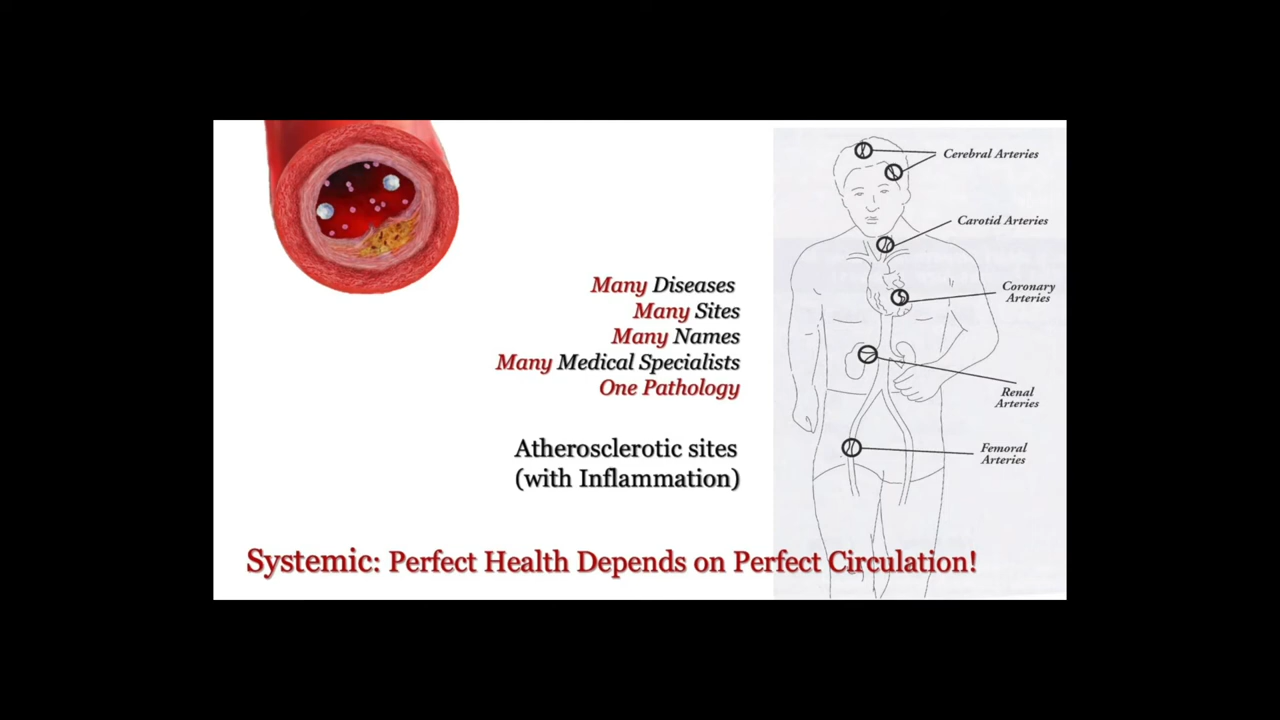 Many Diseases
Many Sites
Many Names
Many Medical Specialists
One Pathology
Atherosclerotic sites
(with Inflammation)
Cerebral Arteries
Carotid Arteries
Coronary
Arteries
Renal
Arteries
Femoral
Arteries
Systemic: Perfect Health Depends on Perfect Circulation!